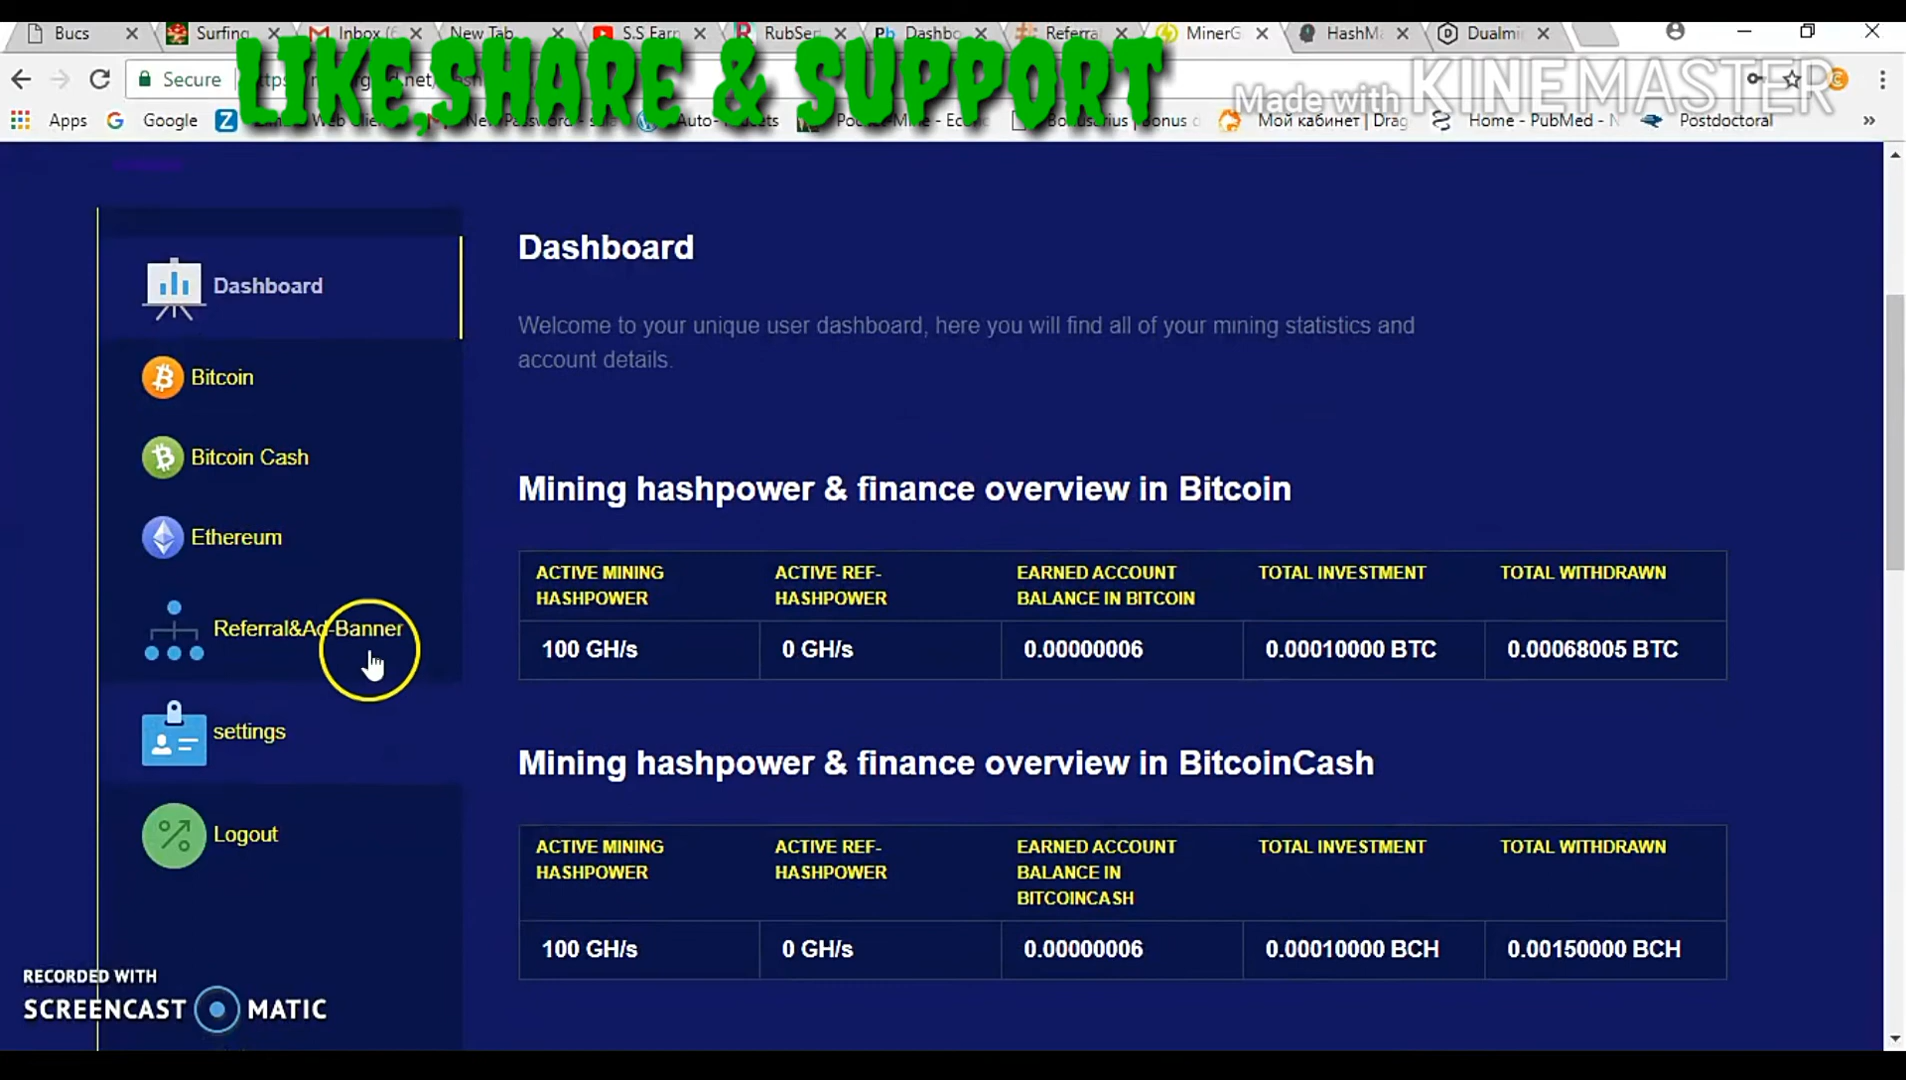 Bucs
Surfing
Inbox (6
New Tab
S.S Earn
RubSer
Dashbo
Referra
MinerG
HashMa
Dualmi
LIKE,SHARE & SUPPORT
Secure
Made with KINEMASTER
Apps
Google
New Password - s
Auto-
Мой кабинет | Drag
Home - PubMed - N
Postdoctoral
»
Dashboard
Bitcoin
Bitcoin Cash
Ethereum
Referral&Ad-Banner
settings
Logout
Dashboard
Welcome to your unique user dashboard, here you will find all of your mining statistics and
account details.
Mining hashpower & finance overview in Bitcoin
ACTIVE MINING HASHPOWER
ACTIVE REF-HASHPOWER
EARNED ACCOUNT BALANCE IN BITCOIN
TOTAL INVESTMENT
TOTAL WITHDRAWN
100 GH/s
0 GH/s
0.00000006
0.00010000 BTC
0.00068005 BTC
Mining hashpower & finance overview in BitcoinCash
ACTIVE MINING HASHPOWER
ACTIVE REF-HASHPOWER
EARNED ACCOUNT BALANCE IN BITCOINCASH
TOTAL INVESTMENT
TOTAL WITHDRAWN
100 GH/s
0 GH/s
0.00000006
0.00010000 BCH
0.00150000 BCH
RECORDED WITH
SCREENCAST MATIC